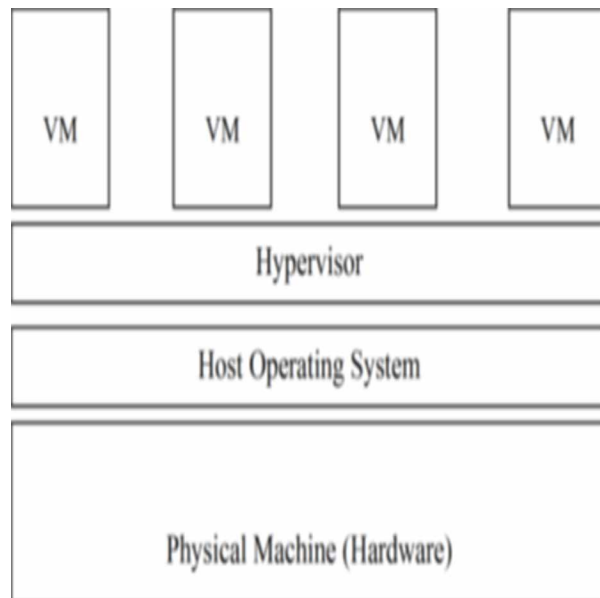 VM VM VM VM
Hypervisor
Host Operating System
Physical Machine (Hardware)